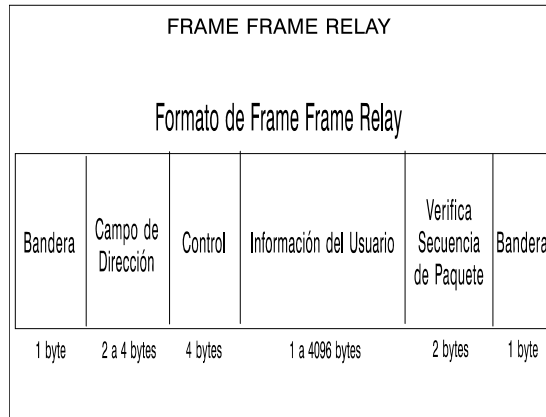 FRAME FRAME RELAY
Formato de Frame Frame Relay
Bandera
Campo de
Dirección
Control
Información del Usuario
Verifica
Secuencia
de Paquete
Bandera
1 byte
2 a 4 bytes
4 bytes
1 a 4096 bytes
2 bytes
1 byte